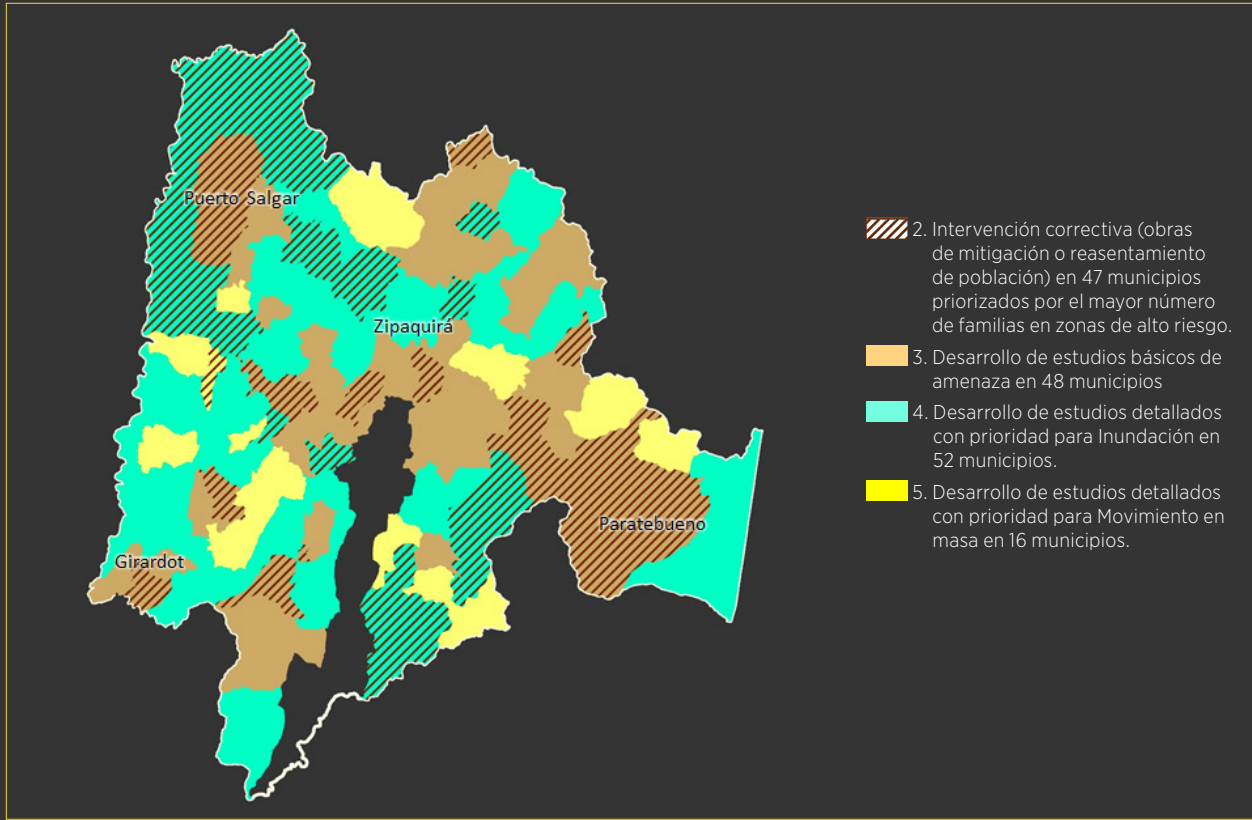 Puerto Salgar
Zipaquirá
Paratebueno
Girardot
2. Intervención correctiva (obras
de mitigación o reasentamiento
de población) en 47 municipios
priorizados por el mayor número
de familias en zonas de alto riesgo.
3. Desarrollo de estudios básicos de
amenaza en 48 municipios
4. Desarrollo de estudios detallados
con prioridad para Inundación en
52 municipios.
5. Desarrollo de estudios detallados
con prioridad para Movimiento en
masa en 16 municipios.